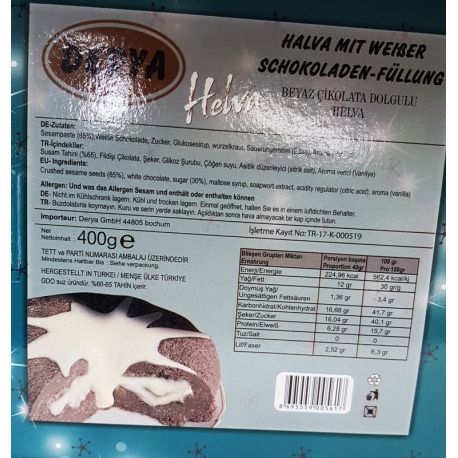 DERYA
Helva
HALVA MIT WEIßER
SCHOKOLADEN-FÜLLUNG
BEYAZ ÇİKOLATA DOLGULU
HELVA
DE-Zutaten:
Sesampaste (65%), Weiße Schokolade, Zucker, Glukosesirup, wurzelkraut, Säuerungsmittel (E330), Aroma
TR-İçindekiler:
Susam Tahini (%65), Fildişi Çikolata, Şeker, Glikoz Şurubu, Çöğen suyu, Asitlik düzenleyici (sitrik asit), Aroma verici (Vanilya)
EU- Ingredients:
Crushed sesame seeds (65%), white chocolate, sugar (30%), maltose syrup, soapwort extract, acidity regulator (citric acid), aroma (vanilla)
Allergen: Und was das Allergen Sesam und enthält oder enthalten können
DE- Nicht im Kühlschrank lagern, Kühl und trocken lagern. Einmal geöffnet, halten Sie es in einem luftdichten Behalter.
TR- Buzdolabına koymayın. Kuru ve serin yerde saklayın. Açıldıktan sonra hava almayacak bir kap içinde tutun.
Importeur: Derya GmbH 44805 bochum
İşletme Kayıt No: TR-17-K-000519
Net
Nettoinhalt : 400g e
TETT ve PARTİ NUMARASI AMBALAJ ÜZERİNDEDİR
Mindestens Haltbar Bis : Siehe verpackung.
HERGESTELLT IN TURKEI / MENŞE ÜLKE TÜRKİYE
GDO suz üründür. %60-65 TAHİN içerir.
Bileşen Grupları Miktarı Porsiyon başına 100 gr
Ernahrung Proportion 40gr Pro 100gr
Enerji/Energie 224,96 kcal 562,4 kcal/kj
Yağ/Fett 12 gr 30 gr/g
Doymuş Yağ/
Ungesättigen Fettsäuren 1,36 gr 3,4 gr
Karbonhidrat/Kohlenhydrat 16,68 gr 41,7 gr
Şeker/Zucker 16,04 gr 40,1 gr
Protein/Eiweiß 6,28 gr 15,7 gr
Tuz/Salt 0 0
Lif/Faser 2,52 gr 6,3 gr
8 695559 005617